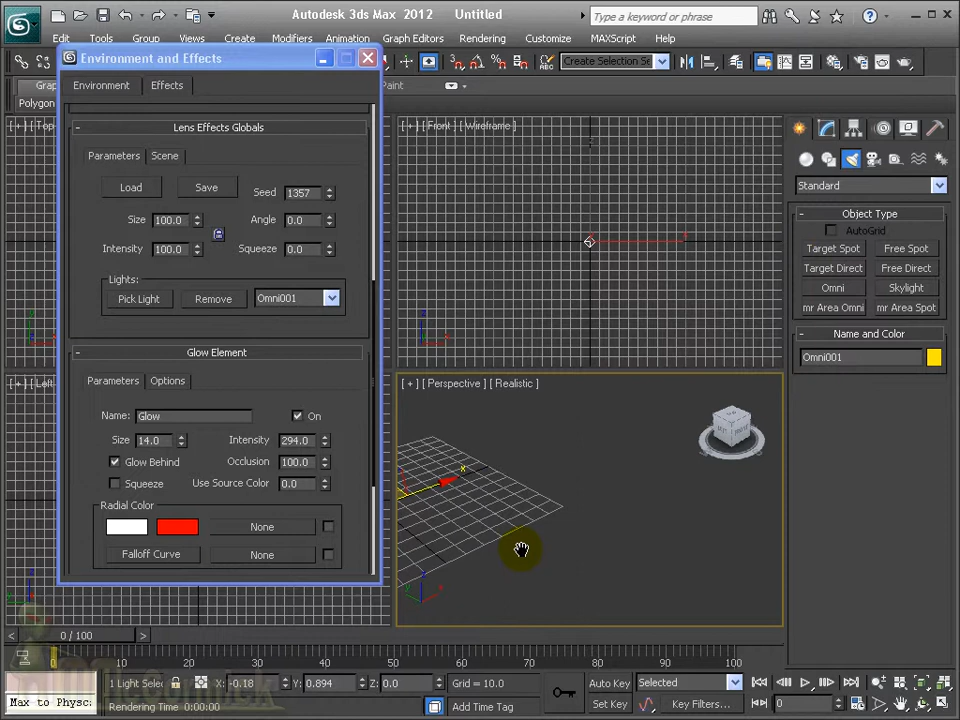 Autodesk 3ds Max 2012 Untitled
Type a keyword or phrase
Edit Tools Group Views Create Modifiers Animation Graph Editors Rendering Customize MAXScript Help
Create Selection Se
Environment and Effects
Environment Effects
Grap
Paint
Polygon
Lens Effects Globals
Parameters Scene
Load Save Seed 1357
Size 100.0 Angle 0.0
Intensity 100.0 Squeeze 0.0
Lights:
Pick Light Remove Omni001
Glow Element
Parameters Options
Name: Glow On
Size 14.0 Intensity 294.0
Glow Behind Occlusion 100.0
Squeeze Use Source Color 0.0
Radial Color
None
Falloff Curve None
[ + ] [ Top
[ + ] [ Front ] [ Wireframe ]
[ + ] [ Left
[ + ] [ Perspective ] [ Realistic ]
Standard
Object Type
AutoGrid
Target Spot Free Spot
Target Direct Free Direct
Omni Skylight
mr Area Omni mr Area Spot
Name and Color
Omni001
0 / 100
10 20 30 40 50 60 70 80 90 100
1 Light Selec X: -0.18 Y: 0.894 Z: 0.0 Grid = 10.0 Auto Key Selected
Max to Physc: Rendering Time 0:00:00 Add Time Tag Set Key Key Filters... 0